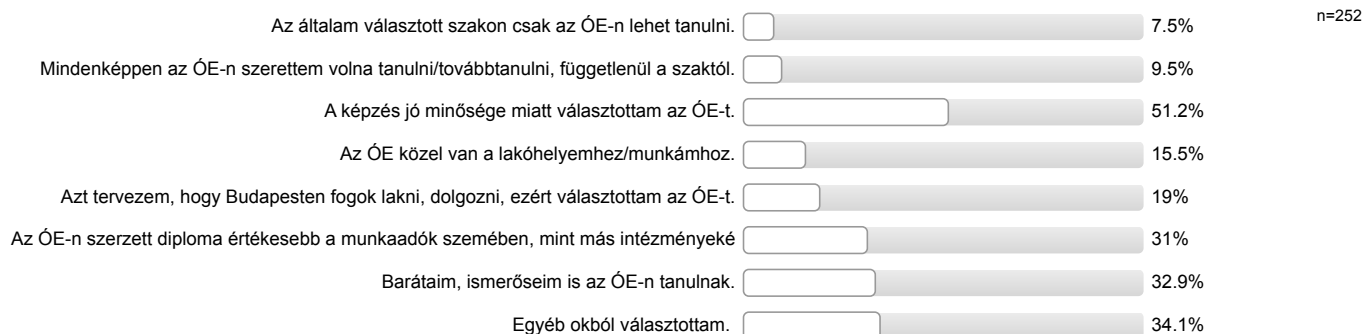 n=252
Az általam választott szakon csak az ÓE-n lehet tanulni. 7.5%
Mindenképpen az ÓE-n szerettem volna tanulni/továbbtanulni, függetlenül a szaktól. 9.5%
A képzés jó minősége miatt választottam az ÓE-t. 51.2%
Az ÓE közel van a lakóhelyemhez/munkámhoz. 15.5%
Azt tervezem, hogy Budapesten fogok lakni, dolgozni, ezért választottam az ÓE-t. 19%
Az ÓE-n szerzett diploma értékesebb a munkaadók szemében, mint más intézményeké 31%
Barátaim, ismerőseim is az ÓE-n tanulnak. 32.9%
Egyéb okból választottam. 34.1%